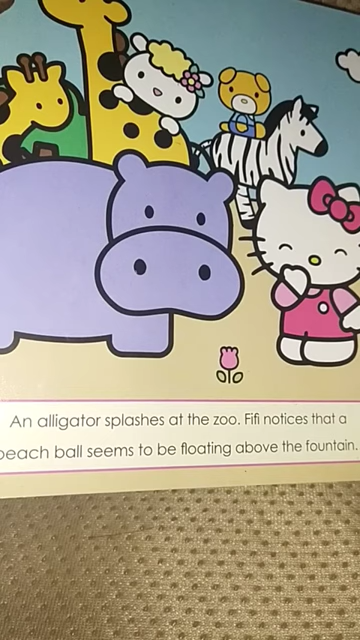 An alligator splashes at the zoo. Fifi notices that a
beach ball seems to be floating above the fountain.